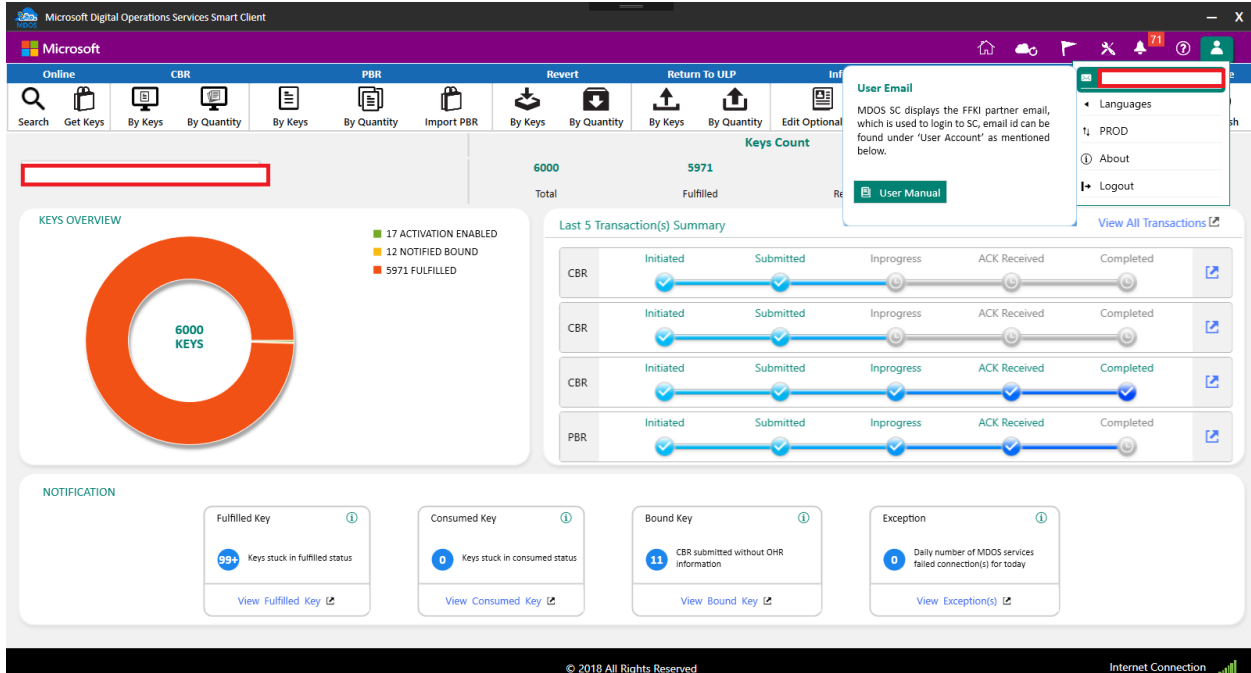 MDOS
Microsoft Digital Operations Services Smart Client
Microsoft
71
Online CBR PBR Revert Return To ULP Inf
Search Get Keys By Keys By Quantity By Keys By Quantity Import PBR By Keys By Quantity By Keys By Quantity Edit Optional sh
User Email
MDOS SC displays the FFKI partner email,
which is used to login to SC, email id can be
found under 'User Account' as mentioned
below.
User Manual
Languages
PROD
About
Logout
Keys Count
6000 5971
Total Fulfilled Re
KEYS OVERVIEW
17 ACTIVATION ENABLED
12 NOTIFIED BOUND
5971 FULFILLED
6000
KEYS
Last 5 Transaction(s) Summary
View All Transactions
CBR Initiated Submitted Inprogress ACK Received Completed
CBR Initiated Submitted Inprogress ACK Received Completed
CBR Initiated Submitted Inprogress ACK Received Completed
PBR Initiated Submitted Inprogress ACK Received Completed
NOTIFICATION
Fulfilled Key
99+ Keys stuck in fulfilled status
View Fulfilled Key
Consumed Key
0 Keys stuck in consumed status
View Consumed Key
Bound Key
11 CBR submitted without OHR
information
View Bound Key
Exception
0 Daily number of MDOS services
failed connection(s) for today
View Exception(s)
© 2018 All Rights Reserved
Internet Connection